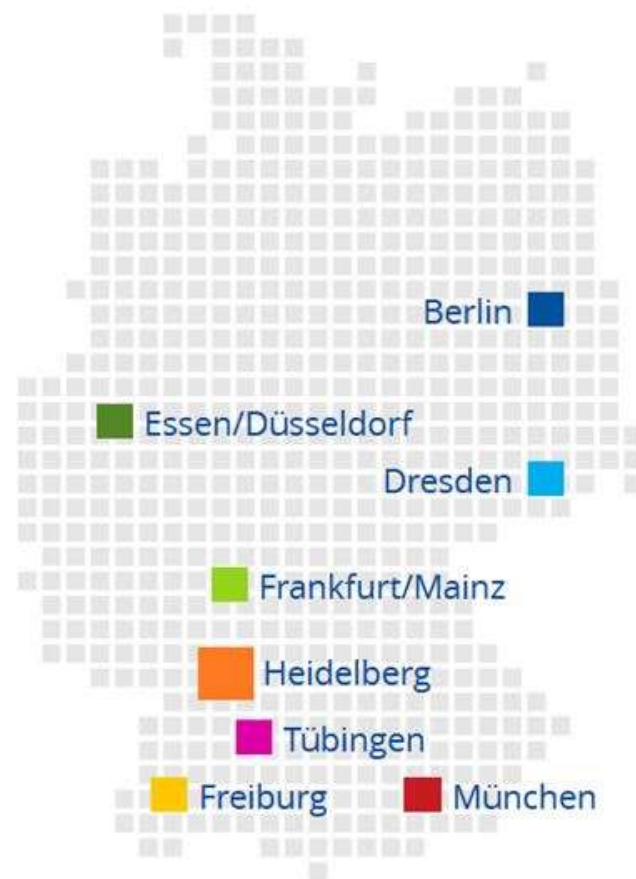 Berlin
Essen/Düsseldorf
Dresden
Frankfurt/Mainz
Heidelberg
Tübingen
Freiburg
München